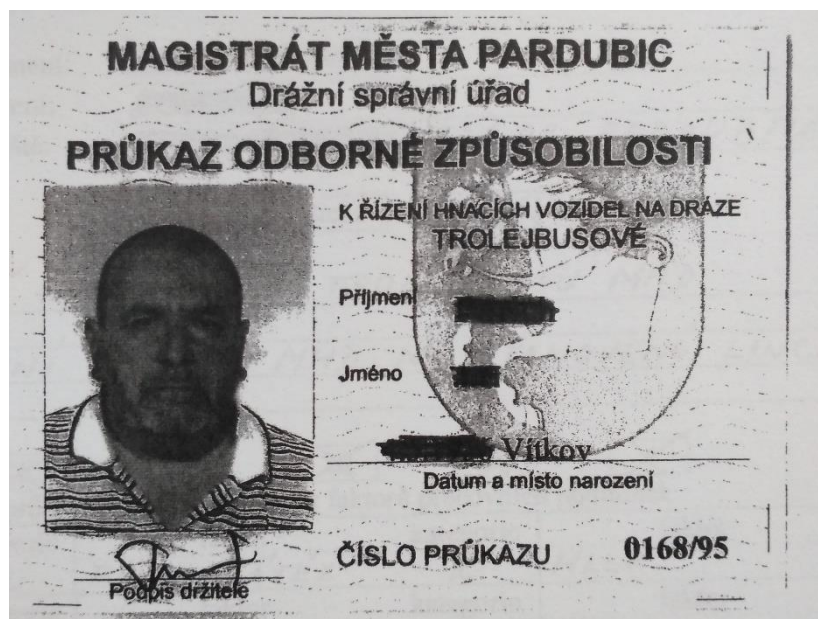 MAGISTRÁT MĚSTA PARDUBIC
Drážní správní úřad
PRŮKAZ ODBORNÉ ZPŮSOBILOSTI
K ŘÍZENÍ HNACÍCH VOZIDEL NA DRÁZE
TROLEJBUSOVÉ
Příjmení
Jméno
Vítkov
Datum a místo narození
ČÍSLO PRŮKAZU 0168/95
Podpis držitele